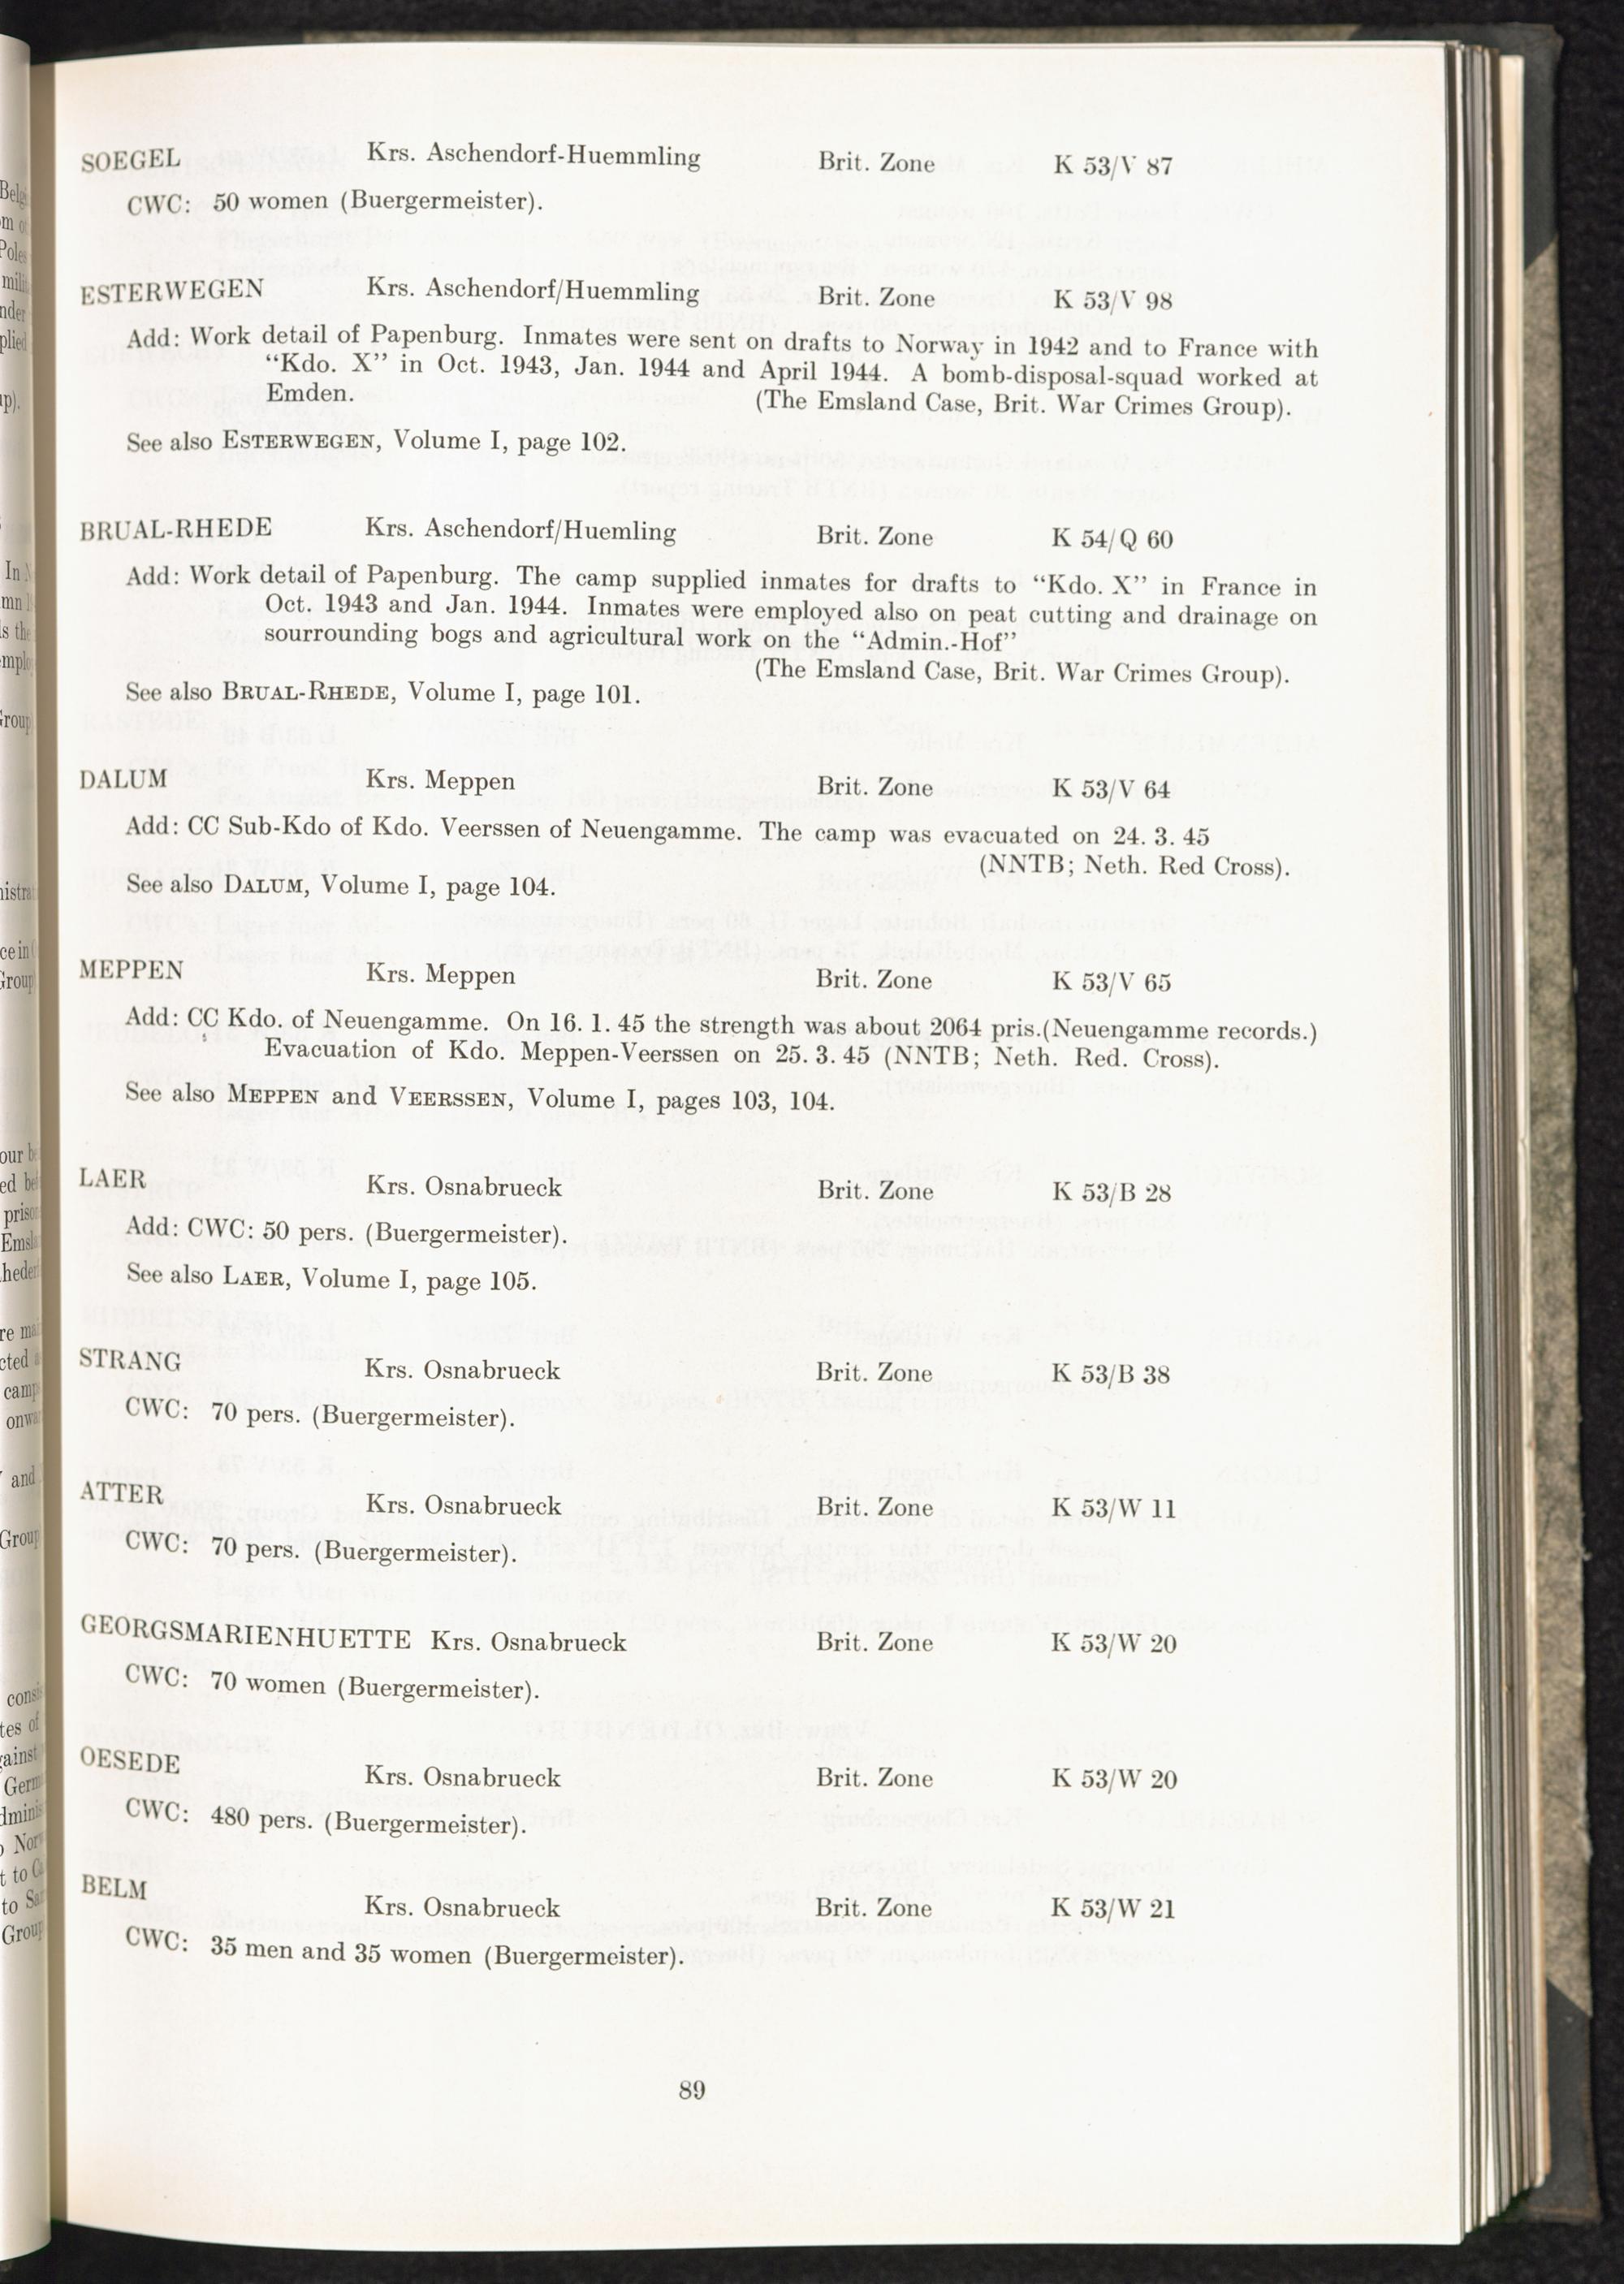 SOEGEL Krs. Aschendorf-Huemmling Brit. Zone K 53/V 87
CWC: 50 women (Buergermeister).
ESTERWEGEN Krs. Aschendorf/Huemmling Brit. Zone K 53/V 98
Add: Work detail of Papenburg. Inmates were sent on drafts to Norway in 1942 and to France with
“Kdo. X” in Oct. 1943, Jan. 1944 and April 1944. A bomb-disposal-squad worked at
Emden. (The Emsland Case, Brit. War Crimes Group).
See also ESTERWEGEN, Volume I, page 102.
BRUAL-RHEDE Krs. Aschendorf/Huemling Brit. Zone K 54/Q 60
Add: Work detail of Papenburg. The camp supplied inmates for drafts to “Kdo. X” in France in
Oct. 1943 and Jan. 1944. Inmates were employed also on peat cutting and drainage on
sourrounding bogs and agricultural work on the “Admin.-Hof”
(The Emsland Case, Brit. War Crimes Group).
See also BRUAL-RHEDE, Volume I, page 101.
DALUM Krs. Meppen Brit. Zone K 53/V 64
Add: CC Sub-Kdo of Kdo. Veerssen of Neuengamme. The camp was evacuated on 24. 3. 45
(NNTB; Neth. Red Cross).
See also DALUM, Volume I, page 104.
MEPPEN Krs. Meppen Brit. Zone K 53/V 65
Add: CC Kdo. of Neuengamme. On 16. 1. 45 the strength was about 2064 pris.(Neuengamme records.)
Evacuation of Kdo. Meppen-Veerssen on 25. 3. 45 (NNTB; Neth. Red. Cross).
See also MEPPEN and VEERSSEN, Volume I, pages 103, 104.
LAER Krs. Osnabrueck Brit. Zone K 53/B 28
Add: CWC: 50 pers. (Buergermeister).
See also LAER, Volume I, page 105.
STRANG Krs. Osnabrueck Brit. Zone K 53/B 38
CWC: 70 pers. (Buergermeister).
ATTER Krs. Osnabrueck Brit. Zone K 53/W 11
CWC: 70 pers. (Buergermeister).
GEORGSMARIENHUETTE Krs. Osnabrueck Brit. Zone K 53/W 20
CWC: 70 women (Buergermeister).
OESEDE Krs. Osnabrueck Brit. Zone K 53/W 20
CWC: 480 pers. (Buergermeister).
BELM Krs. Osnabrueck Brit. Zone K 53/W 21
CWC: 35 men and 35 women (Buergermeister).
89